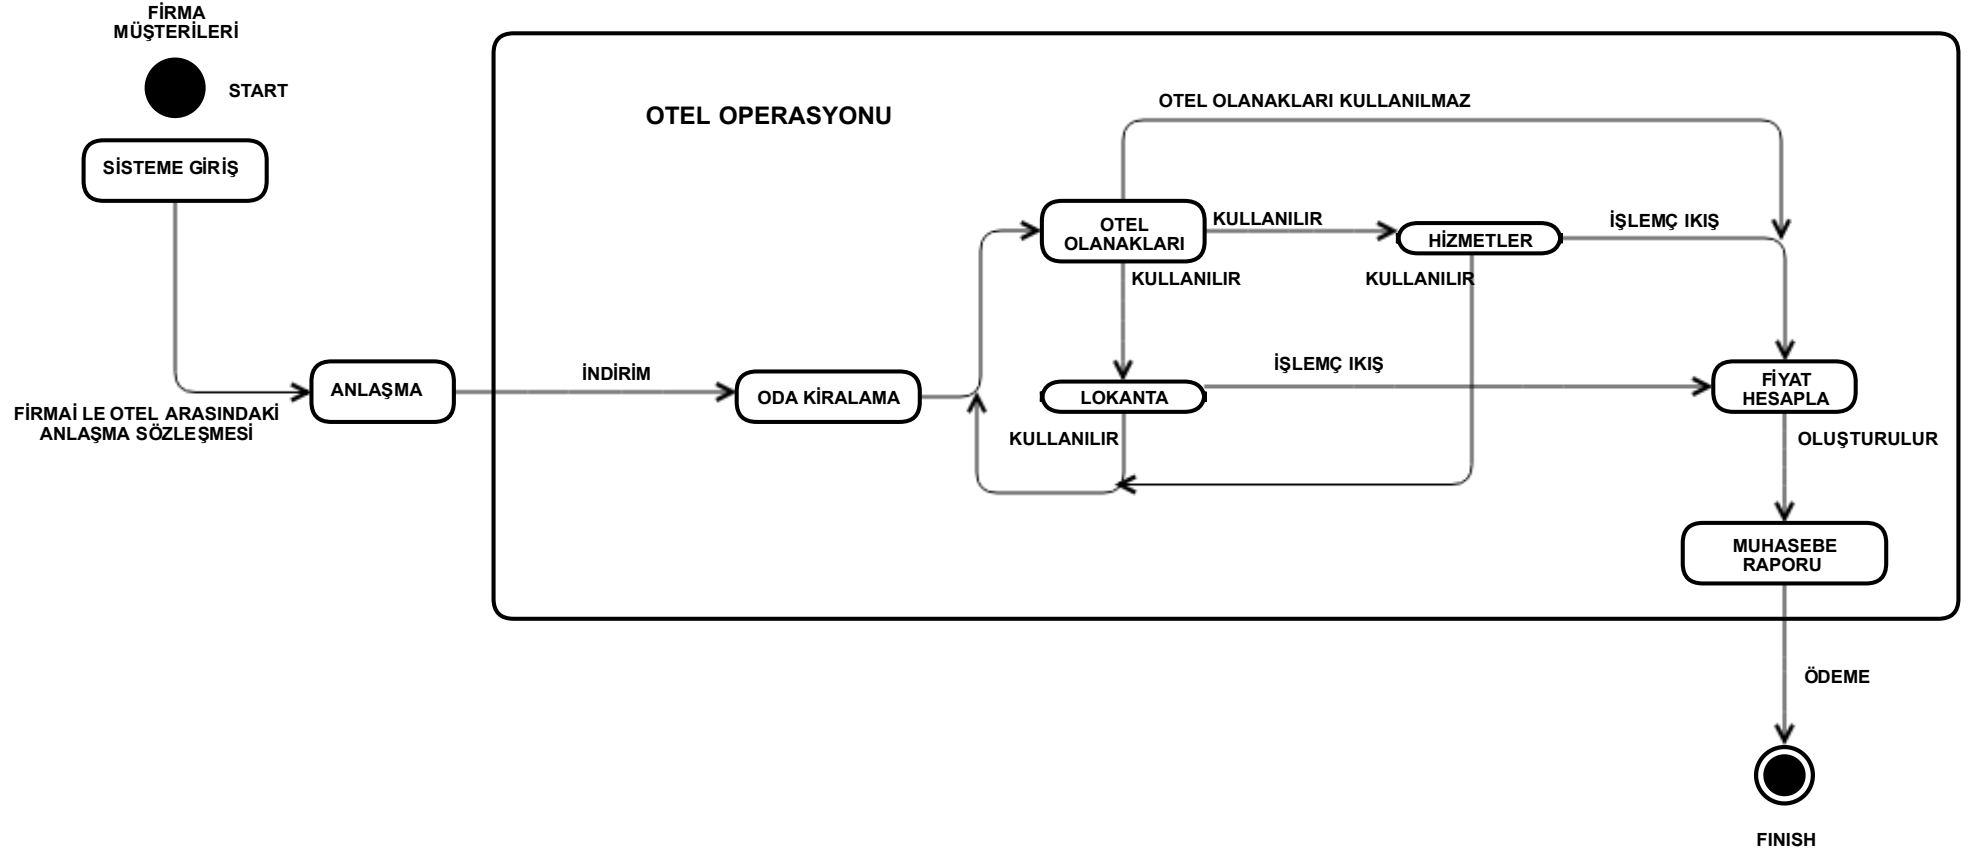 FİRMA
MÜŞTERİLERİ
START
SİSTEME GİRİŞ
OTEL OPERASYONU
OTEL OLANAKLARI KULLANILMAZ
OTEL
OLANAKLARI
KULLANILIR
HİZMETLER
İŞLEMÇ IKIŞ
KULLANILIR
KULLANILIR
ANLAŞMA
İNDİRİM
ODA KİRALAMA
LOKANTA
İŞLEMÇ IKIŞ
FİYAT
HESAPLA
FİRMAİ LE OTEL ARASINDAKİ
ANLAŞMA SÖZLEŞMESİ
KULLANILIR
OLUŞTURULUR
MUHASEBE
RAPORU
ÖDEME
FINISH